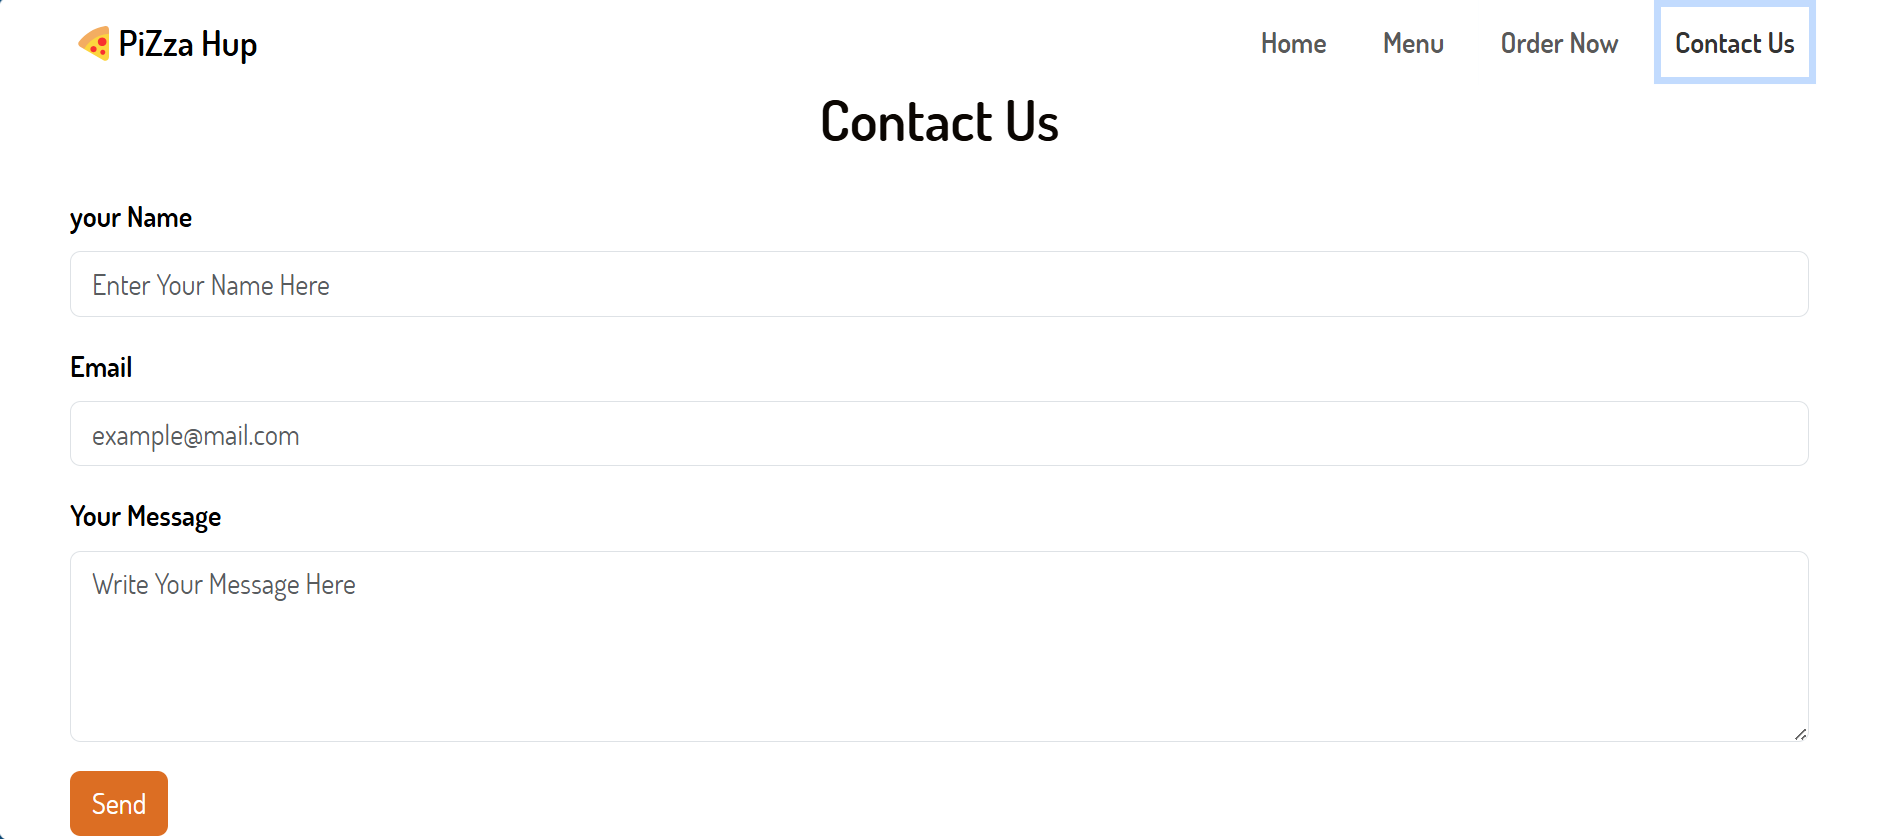 PiZza Hup
Home Menu Order Now Contact Us
Contact Us
your Name
Enter Your Name Here
Email
example@mail.com
Your Message
Write Your Message Here
Send